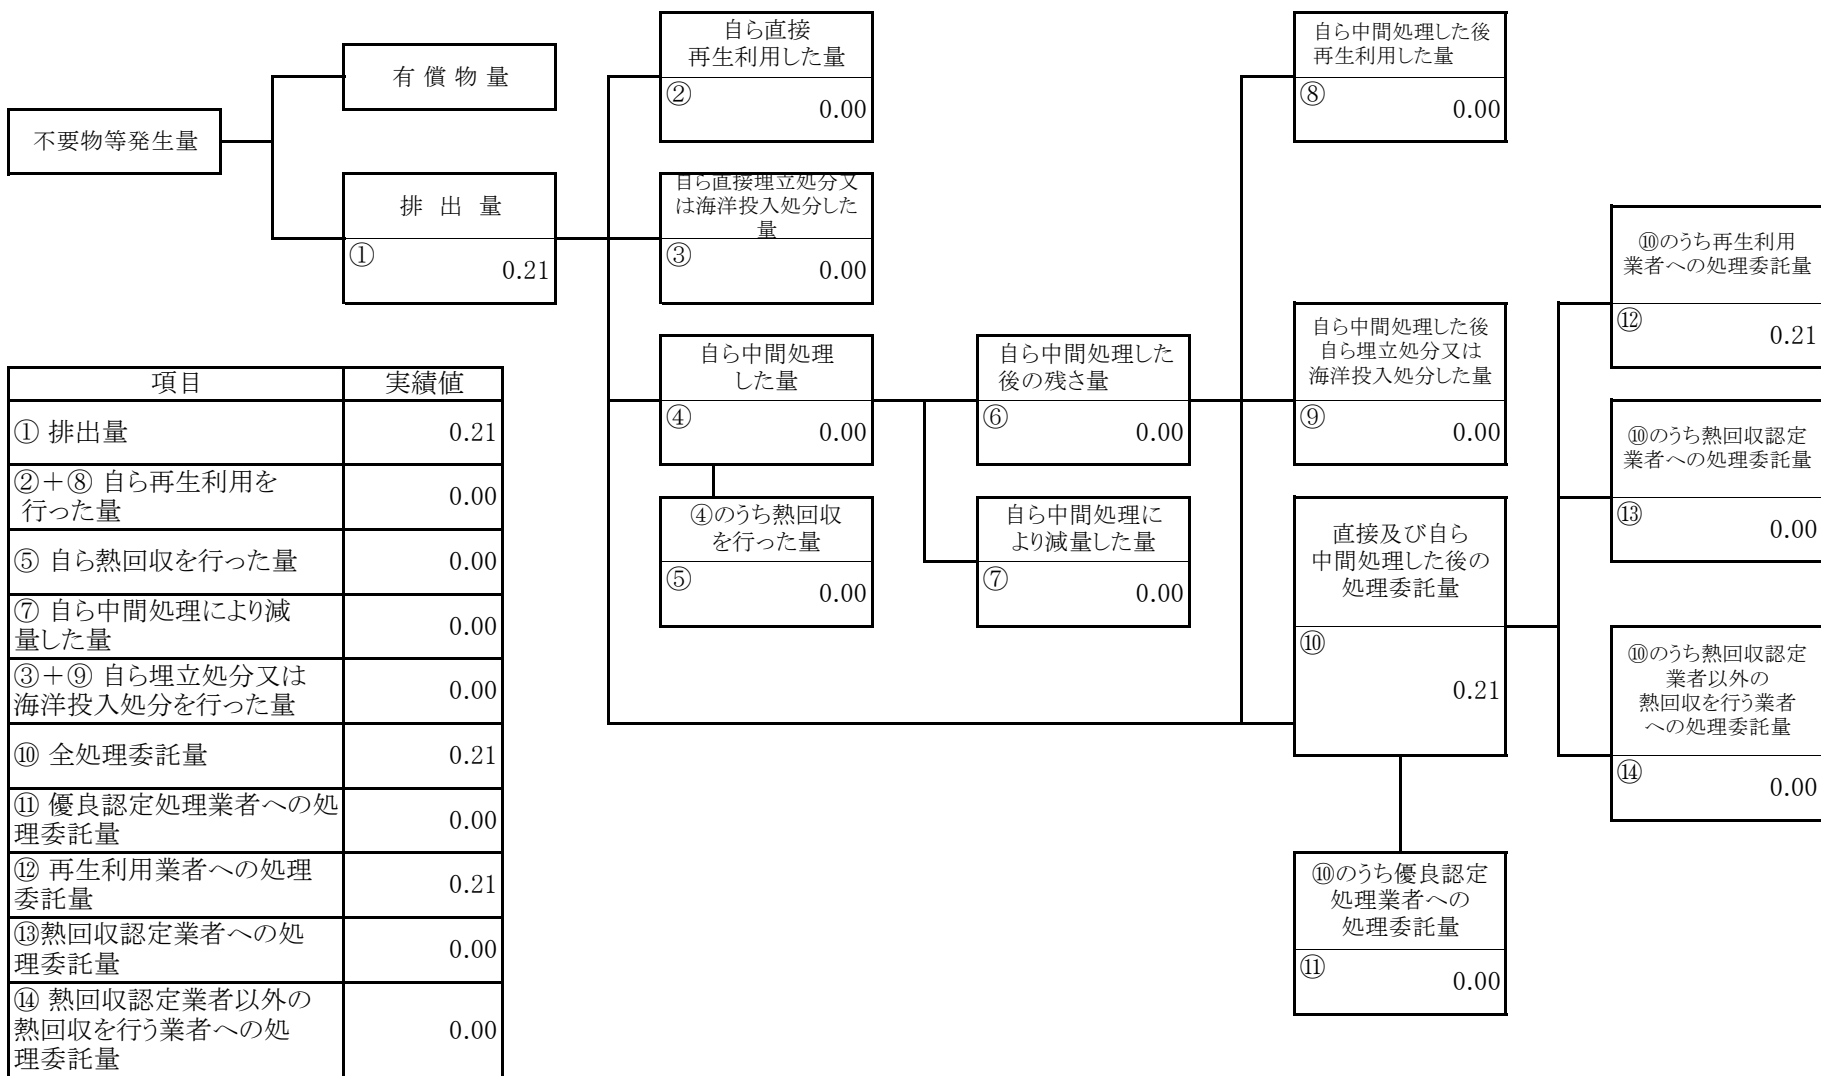 不要物等発生量
有 償 物 量
排 出 量
①
0.21
自ら直接
再生利用した量
②
0.00
自ら直接埋立処分又
は海洋投入処分した
量
③
0.00
自ら中間処理
した量
④
0.00
④のうち熱回収
を行った量
⑤
0.00
自ら中間処理した
後の残さ量
⑥
0.00
自ら中間処理に
より減量した量
⑦
0.00
自ら中間処理した後
再生利用した量
⑧
0.00
自ら中間処理した後
自ら埋立処分又は
海洋投入処分した量
⑨
0.00
直接及び自ら
中間処理した後の
処理委託量
⑩
0.21
⑩のうち優良認定
処理業者への
処理委託量
⑪
0.00
⑩のうち再生利用
業者への処理委託量
⑫
0.21
⑩のうち熱回収認定
業者への処理委託量
⑬
0.00
⑩のうち熱回収認定
業者以外の
熱回収を行う業者
への処理委託量
⑭
0.00
項目 実績値
① 排出量 0.21
②＋⑧ 自ら再生利用を
行った量 0.00
⑤ 自ら熱回収を行った量 0.00
⑦ 自ら中間処理により減
量した量 0.00
③＋⑨ 自ら埋立処分又は
海洋投入処分を行った量 0.00
⑩ 全処理委託量 0.21
⑪ 優良認定処理業者への処
理委託量 0.00
⑫ 再生利用業者への処理
委託量 0.21
⑬熱回収認定業者への処
理委託量 0.00
⑭ 熱回収認定業者以外の
熱回収を行う業者への処
理委託量 0.00